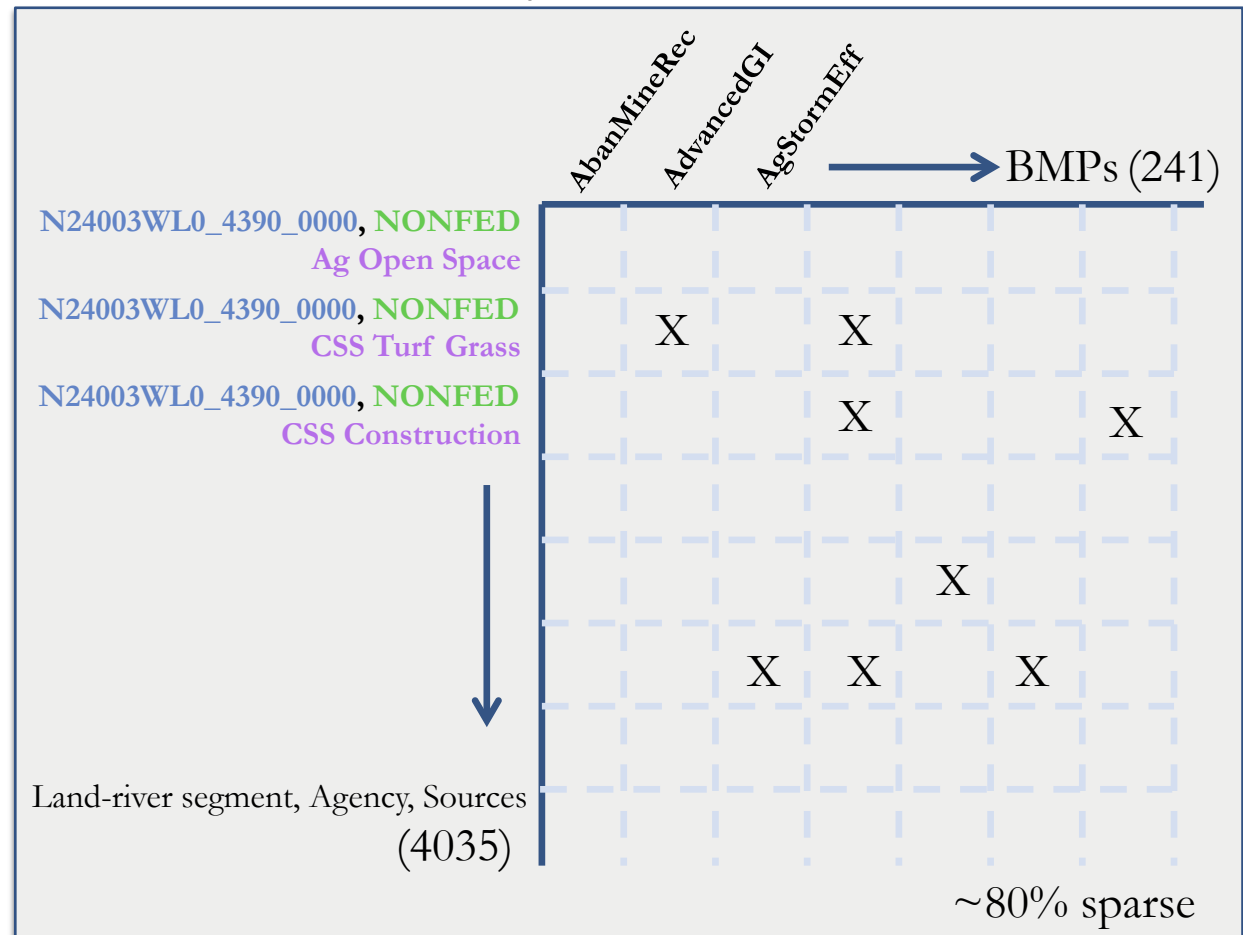 AbanMineRec
AdvancedGI
AgStormEff
BMPs (241)
N24003WL0_4390_0000, NONFED
Ag Open Space
N24003WL0_4390_0000, NONFED
CSS Turf Grass
X X
N24003WL0_4390_0000, NONFED
CSS Construction
X X
X
X X X
Land-river segment, Agency, Sources
(4035)
~80% sparse